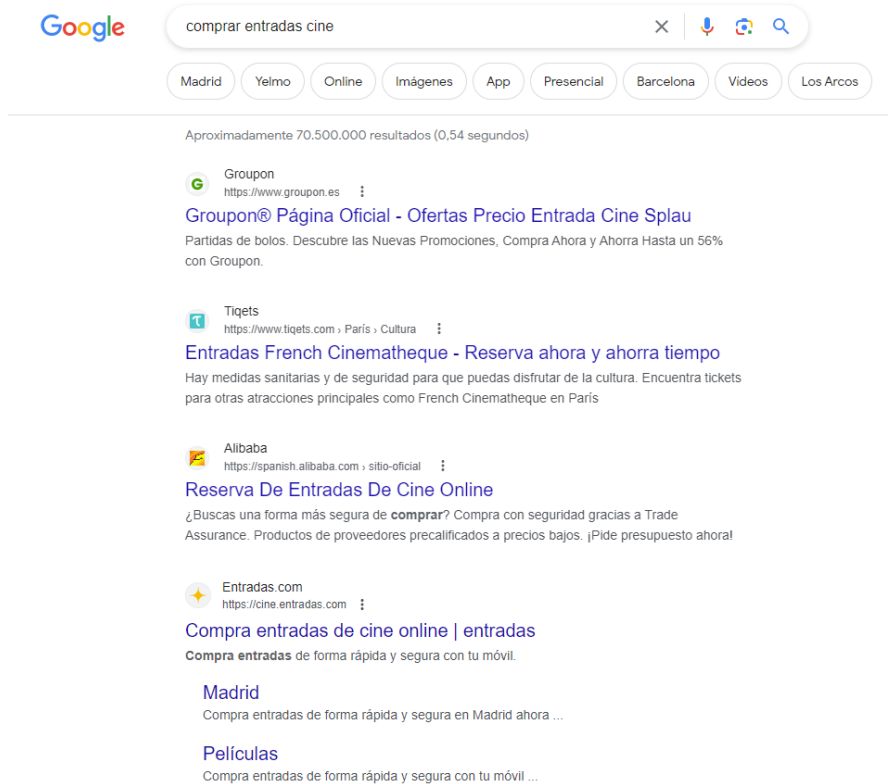 Google
comprar entradas cine
Madrid
Yelmo
Online
Imágenes
App
Presencial
Barcelona
Vídeos
Los Arcos
Aproximadamente 70.500.000 resultados (0,54 segundos)
G
Groupon
https://www.groupon.es
Groupon® Página Oficial - Ofertas Precio Entrada Cine Splau
Partidas de bolos. Descubre las Nuevas Promociones, Compra Ahora y Ahorra Hasta un 56%
con Groupon.
Tiqets
https://www.tiqets.com › París › Cultura
Entradas French Cinematheque - Reserva ahora y ahorra tiempo
Hay medidas sanitarias y de seguridad para que puedas disfrutar de la cultura. Encuentra tickets
para otras atracciones principales como French Cinematheque en París
Alibaba
https://spanish.alibaba.com › sitio-oficial
Reserva De Entradas De Cine Online
¿Buscas una forma más segura de comprar? Compra con seguridad gracias a Trade
Assurance. Productos de proveedores precalificados a precios bajos. ¡Pide presupuesto ahora!
Entradas.com
https://cine.entradas.com
Compra entradas de cine online | entradas
Compra entradas de forma rápida y segura con tu móvil.
Madrid
Compra entradas de forma rápida y segura en Madrid ahora ...
Películas
Compra entradas de forma rápida y segura con tu móvil ...